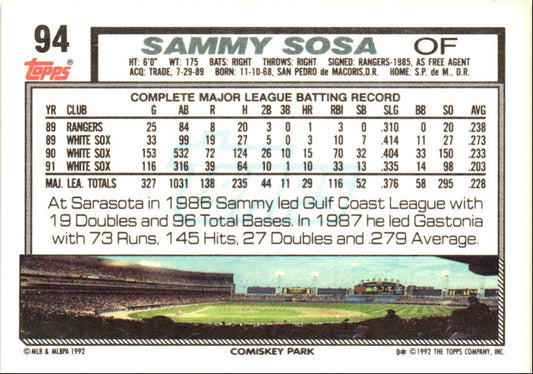 94
SAMMY SOSA OF
Topps®
HT: 6'0" WT: 175 BATS: RIGHT THROWS: RIGHT SIGNED: RANGERS-1985, AS FREE AGENT
ACQ: TRADE, 7-29-89 BORN: 11-10-68, SAN PEDRO de MACORIS,D.R. HOME: S.P. de M., D.R.
COMPLETE MAJOR LEAGUE BATTING RECORD
YR CLUB G AB R H 2B 3B HR RBI SB SLG BB SO AVG
89 RANGERS 25 84 8 20 3 0 1 3 0 .310 0 20 .238
89 WHITE SOX 33 99 19 27 5 0 3 10 7 .414 11 27 .273
90 WHITE SOX 153 532 72 124 26 10 15 70 32 .404 33 150 .233
91 WHITE SOX 116 316 39 64 10 1 10 33 13 .335 14 98 .203
MAJ. LEA. TOTALS 327 1031 138 235 44 11 29 116 52 .376 58 295 .228
At Sarasota in 1986 Sammy led Gulf Coast League with
19 Doubles and 96 Total Bases. In 1987 he led Gastonia
with 73 Runs, 145 Hits, 27 Doubles and .279 Average.
©MLB & MLBPA 1992 COMISKEY PARK D* ©1992 THE TOPPS COMPANY, INC.